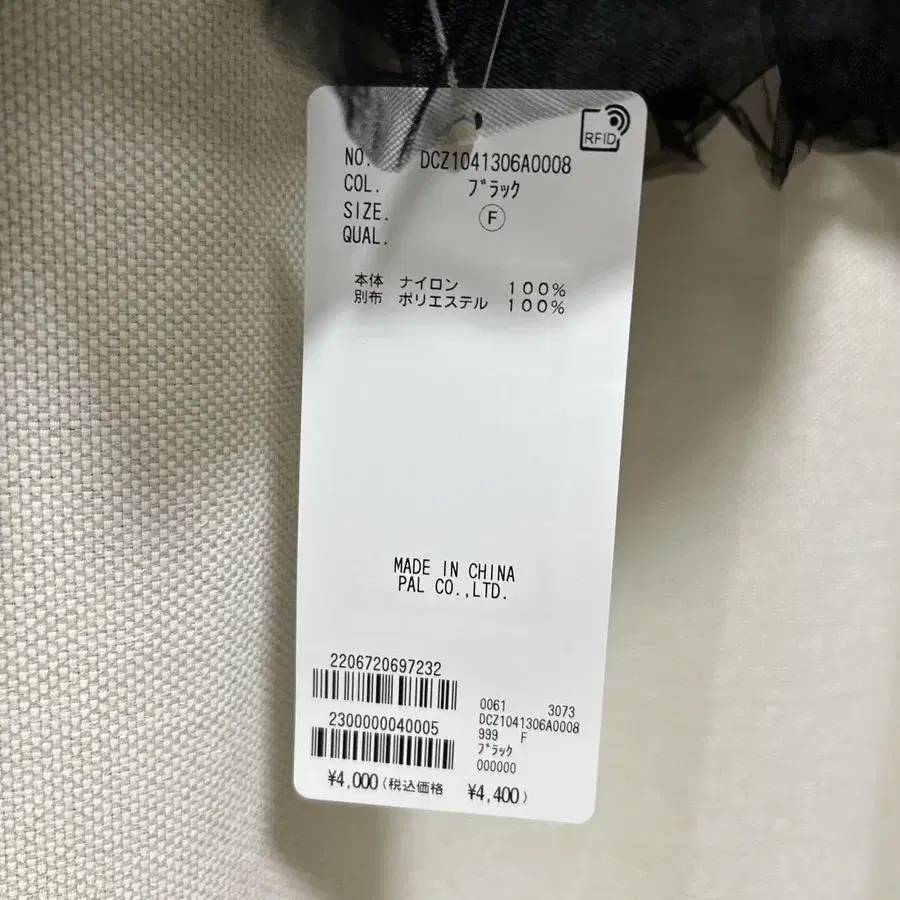 RFID
NO. DCZ1041306A0008
COL. ブラック
SIZE. Ⓕ
QUAL.
本体 ナイロン 100%
別布 ポリエステル 100%
MADE IN CHINA
PAL CO.,LTD.
2206720697232
2300000040005
0061 3073
DCZ1041306A0008
999 F
ブラック
000000
¥4,000(税込価格 ¥4,400)